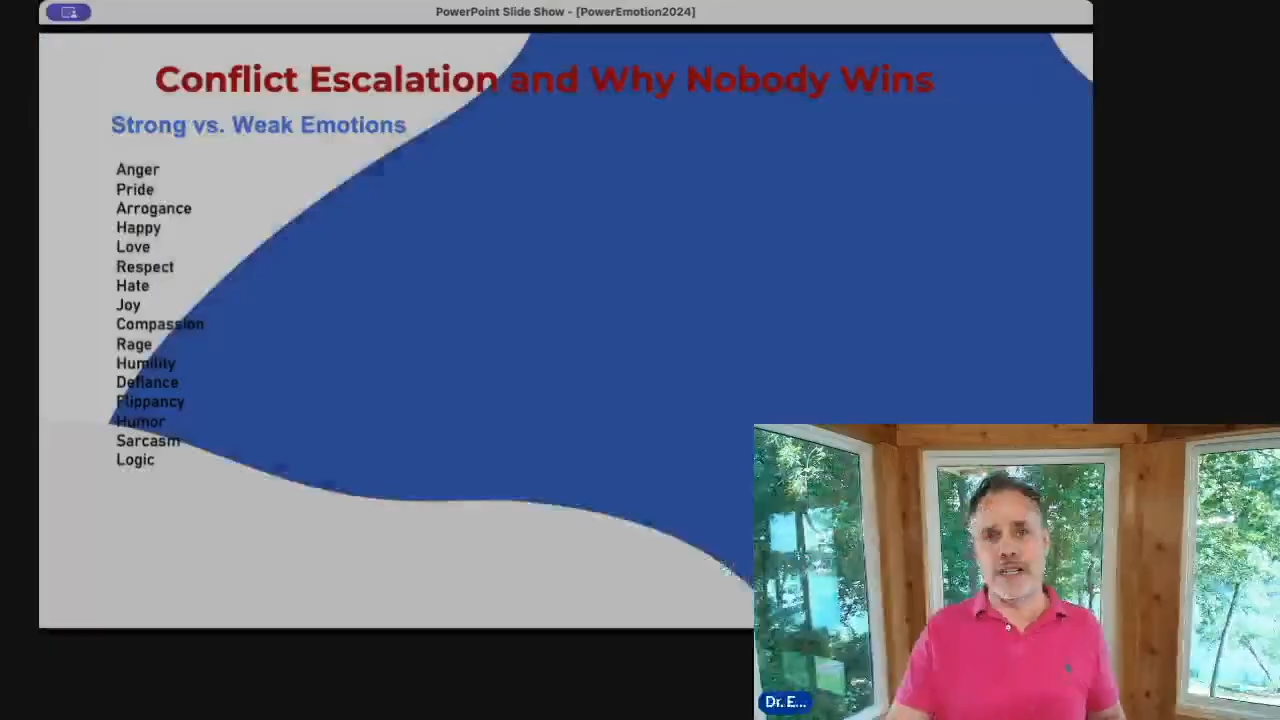 PowerPoint Slide Show - [PowerEmotion2024]
Conflict Escalation and Why Nobody Wins
Strong vs. Weak Emotions
Anger
Pride
Arrogance
Happy
Love
Respect
Hate
Joy
Compassion
Rage
Humility
Defiance
Flippancy
Humor
Sarcasm
Logic
Dr. E...